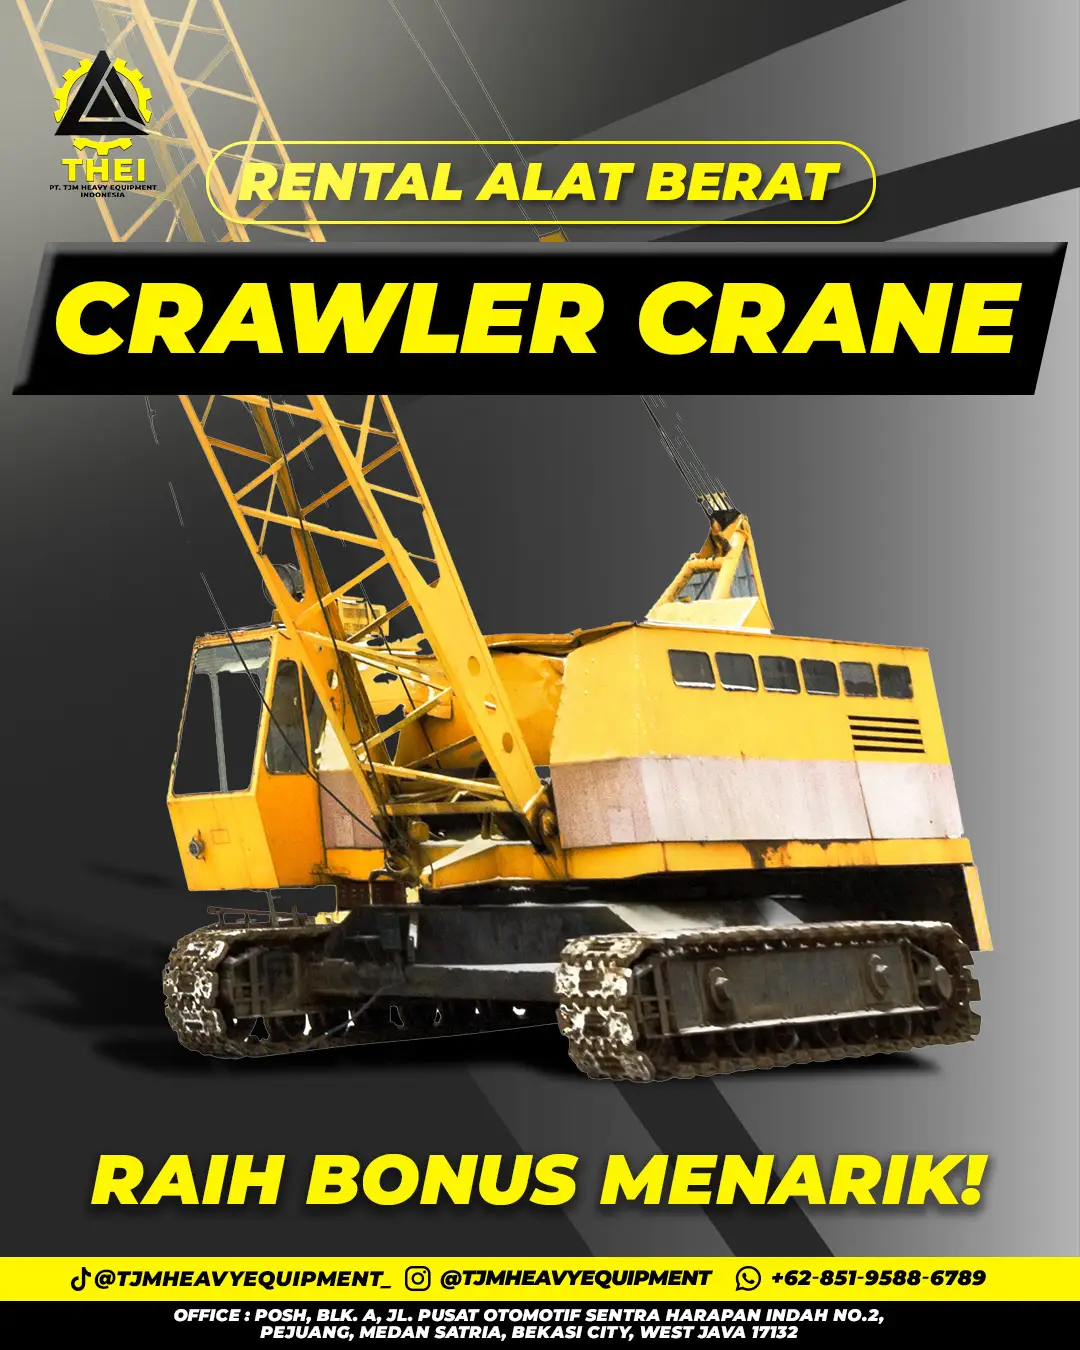 THEI
PT. TJM HEAVY EQUIPMENT
INDONESIA
RENTAL ALAT BERAT
CRAWLER CRANE
RAIH BONUS MENARIK!
@TJMHEAVYEQUIPMENT_ @TJMHEAVYEQUIPMENT +62-851-9588-6789
OFFICE : POSH, BLK. A, JL. PUSAT OTOMOTIF SENTRA HARAPAN INDAH NO.2,
PEJUANG, MEDAN SATRIA, BEKASI CITY, WEST JAVA 17132